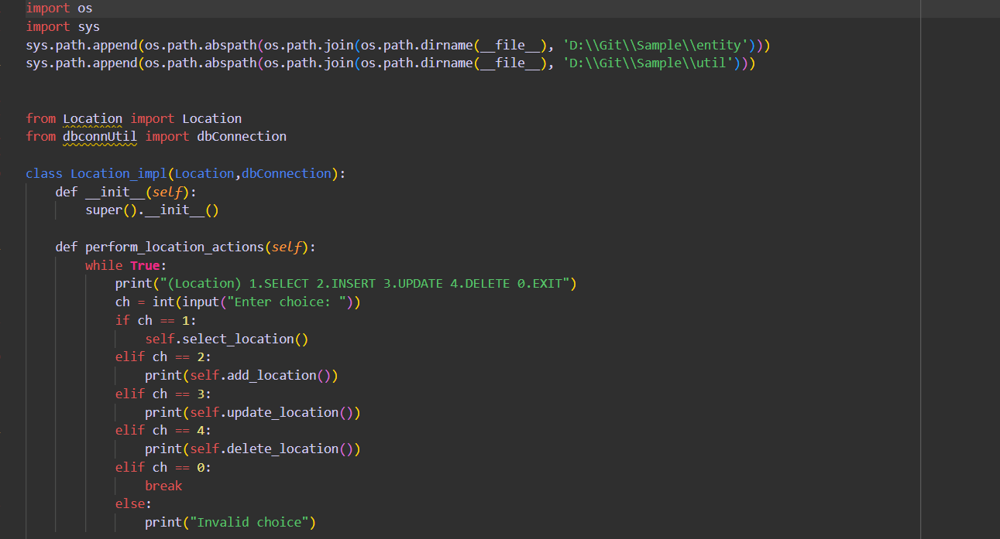 import os
import sys
sys.path.append(os.path.abspath(os.path.join(os.path.dirname(__file__), 'D:\\Git\\Sample\\entity')))
sys.path.append(os.path.abspath(os.path.join(os.path.dirname(__file__), 'D:\\Git\\Sample\\util')))
from Location import Location
from dbconnUtil import dbConnection
class Location_impl(Location,dbConnection):
    def __init__(self):
        super().__init__()
    def perform_location_actions(self):
        while True:
            print("(Location) 1.SELECT 2.INSERT 3.UPDATE 4.DELETE 0.EXIT")
            ch = int(input("Enter choice: "))
            if ch == 1:
                self.select_location()
            elif ch == 2:
                print(self.add_location())
            elif ch == 3:
                print(self.update_location())
            elif ch == 4:
                print(self.delete_location())
            elif ch == 0:
                break
            else:
                print("Invalid choice")